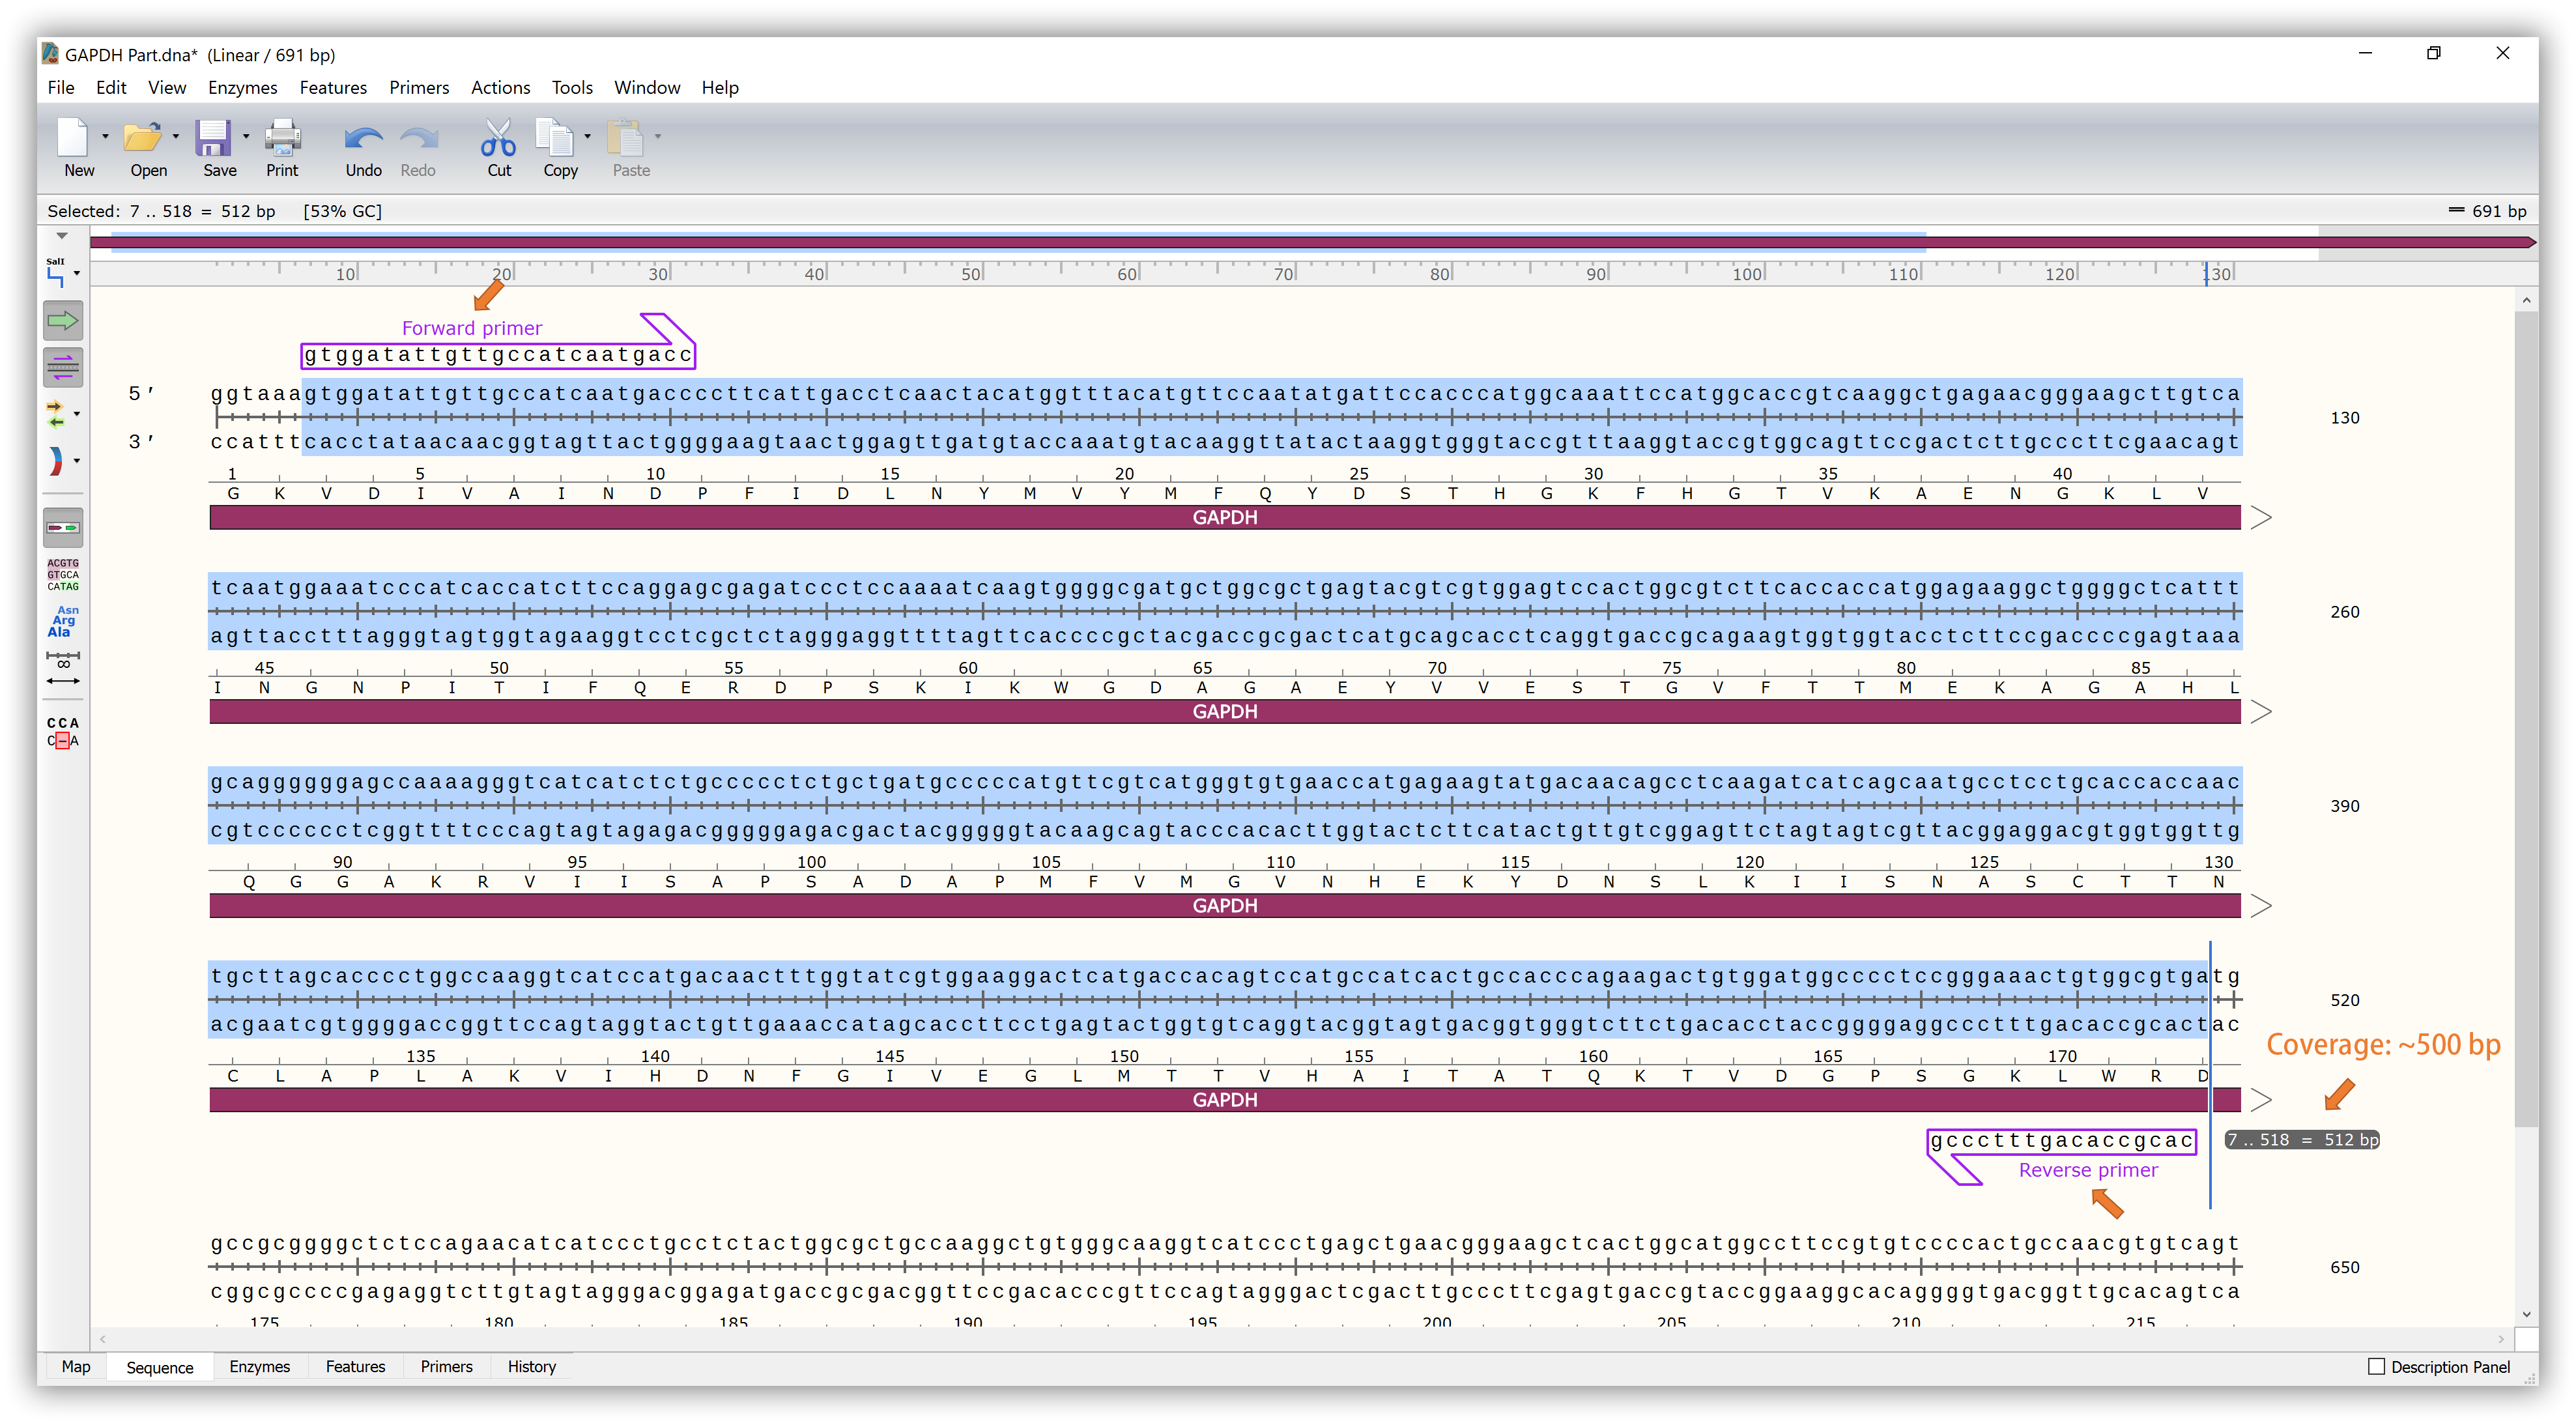 GAPDH Part.dna* (Linear / 691 bp)
File Edit View Enzymes Features Primers Actions Tools Window Help
New Open Save Print Undo Redo Cut Copy Paste
Selected: 7 .. 518 = 512 bp [53% GC]
691 bp
SalI
10 20 30 40 50 60 70 80 90 100 110 120 130
Forward primer
gtggatattgttgccatcaatgacc
5′ ggtaaagtggatattgttgccatcaatgaccccttcattgacctcaactacatggtttacatgttccaatatgattccacccatggcaaattccatggcaccgtcaaggctgagaacgggaagcttgtca
130
3′ ccatttcacctataacaacggtagttactggggaagtaactggagttgatgtaccaaatgtacaaggttatactaaggtgggtaccgtttaaggtaccgtggcagttccgactcttgcccttcgaacagt
1 5 10 15 20 25 30 35 40
G K V D I V A I N D P F I D L N Y M V Y M F Q Y D S T H G K F H G T V K A E N G K L V
GAPDH
tcaatggaaatcccatcaccatcttccaggagcgagatccctccaaaatcaagtggggcgatgctggcgctgagtacgtcgtggagtccactggcgtcttcaccaccatggagaaggctggggctcattt
260
agttacctttagggtagtggtagaaggtcctcgctctagggaggttttagttcaccccgctacgaccgcgactcatgcagcacctcaggtgaccgcagaagtggtggtacctcttccgaccccgagtaaa
45 50 55 60 65 70 75 80 85
I N G N P I T I F Q E R D P S K I K W G D A G A E Y V V E S T G V F T T M E K A G A H L
GAPDH
gcaggggggagccaaaagggtcatcatctctgccccctctgctgatgcccccatgttcgtcatgggtgtgaaccatgagaagtatgacaacagcctcaagatcatcagcaatgcctcctgcaccaccaac
390
cgtcccccctcggttttcccagtagtagagacgggggagacgactacgggggtacaagcagtacccacacttggtactcttcatactgttgtcggagttctagtagtcgttacggaggacgtggtggttg
90 95 100 105 110 115 120 125 130
Q G G A K R V I I S A P S A D A P M F V M G V N H E K Y D N S L K I I S N A S C T T N
GAPDH
tgcttagcacccctggccaaggtcatccatgacaactttggtatcgtggaaggactcatgaccacagtccatgccatcactgccacccagaagactgtggatggcccctccgggaaactgtggcgtgatg
520
acgaatcgtggggaccggttccagtaggtactgttgaaaccatagcaccttcctgagtactggtgtcaggtacggtagtgacggtgggtcttctgacacctaccggggaggccctttgacaccgcactac
Coverage: ~500 bp
135 140 145 150 155 160 165 170
C L A P L A K V I H D N F G I V E G L M T T V H A I T A T Q K T V D G P S G K L W R D
GAPDH
gccctttgacaccgcac
7 .. 518 = 512 bp
Reverse primer
gccgcggggctctccagaacatcatccctgcctctactggcgctgccaaggctgtgggcaaggtcatccctgagctgaacgggaagctcactggcatggccttccgtgtccccactgccaacgtgtcagt
650
cggcgccccgagaggtcttgtagtagggacggagatgaccgcgacggttccgacacccgttccagtagggactcgacttgcccttcgagtgaccgtaccggaaggcacaggggtgacggttgcacagtca
175 180 185 190 195 200 205 210 215
ACGTG
GTGCA
CATAG
Asn
Arg
Ala
∞
CCA
C-A
Map Sequence Enzymes Features Primers History
Description Panel